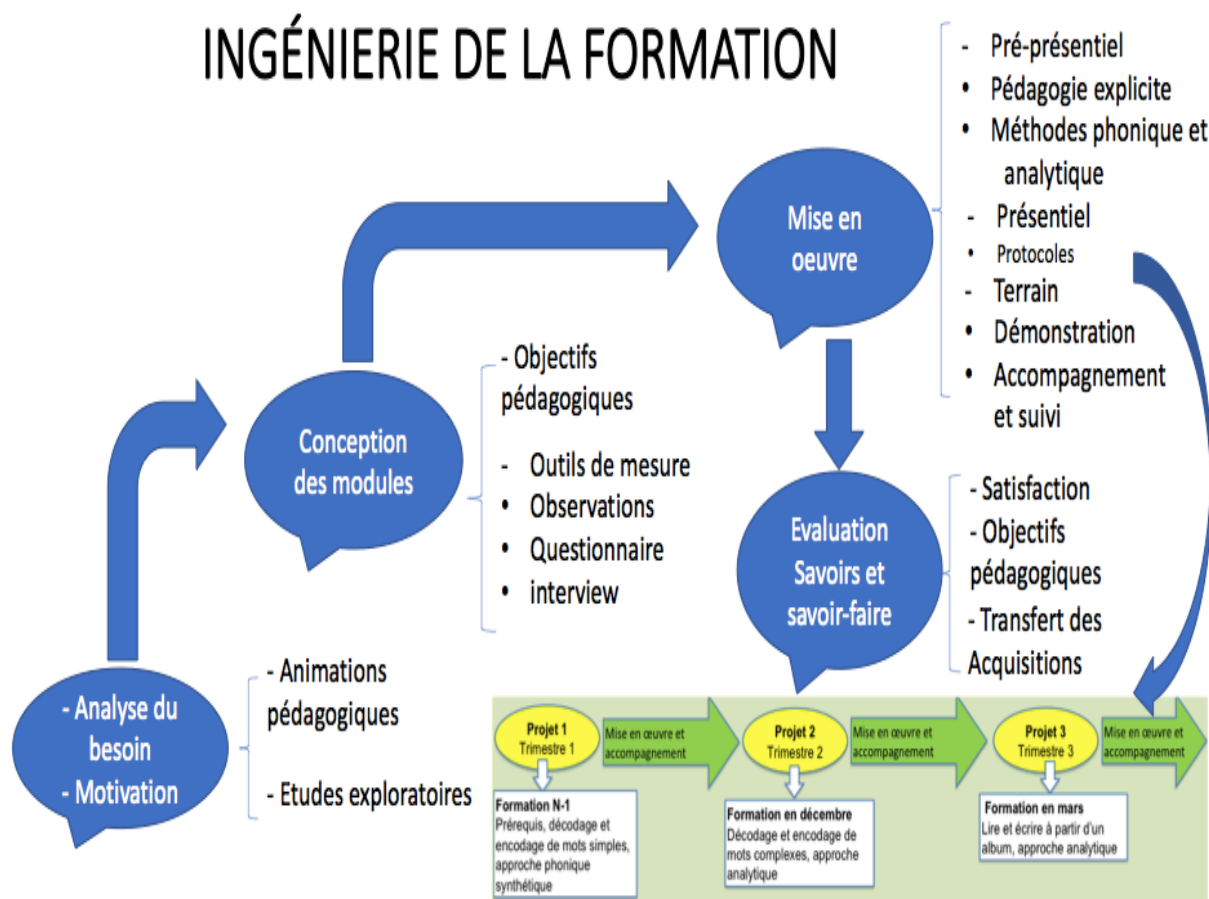 INGÉNIERIE DE LA FORMATION
- Analyse du
besoin
- Motivation
- Animations
pédagogiques
- Etudes exploratoires
Conception
des modules
- Objectifs
pédagogiques
- Outils de mesure
• Observations
• Questionnaire
• interview
Mise en
oeuvre
- Pré-présentiel
• Pédagogie explicite
• Méthodes phonique et
analytique
- Présentiel
• Protocoles
- Terrain
• Démonstration
• Accompagnement
et suivi
Evaluation
Savoirs et
savoir-faire
- Satisfaction
- Objectifs
pédagogiques
- Transfert des
Acquisitions
Projet 1
Trimestre 1
Mise en œuvre et
accompagnement
Projet 2
Trimestre 2
Mise en œuvre et
accompagnement
Projet 3
Trimestre 3
Mise en œuvre et
accompagnement
Formation N-1
Prérequis, décodage et
encodage de mots simples,
approche phonique
synthétique
Formation en décembre
Décodage et encodage de
mots complexes, approche
analytique
Formation en mars
Lire et écrire à partir d'un
album, approche analytique